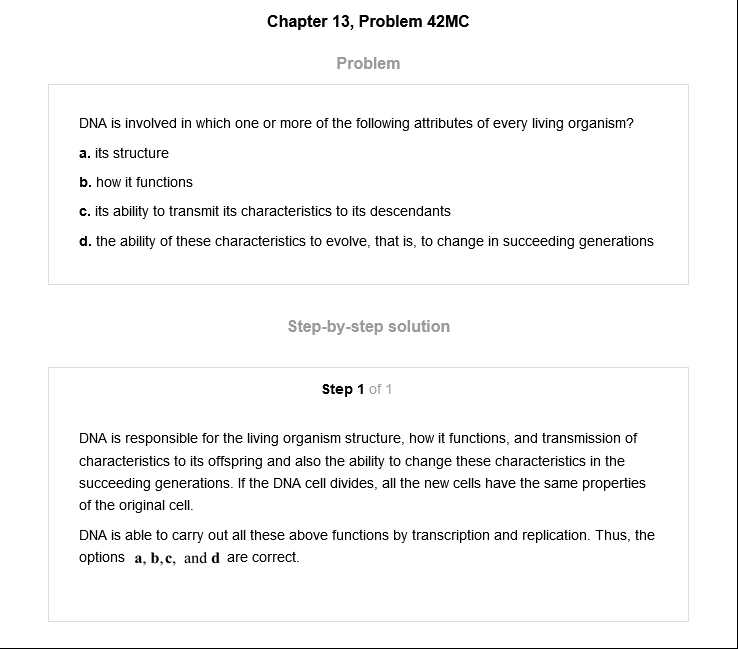 Chapter 13, Problem 42MC
Problem
DNA is involved in which one or more of the following attributes of every living organism?
a. its structure
b. how it functions
c. its ability to transmit its characteristics to its descendants
d. the ability of these characteristics to evolve, that is, to change in succeeding generations
Step-by-step solution
Step 1 of 1
DNA is responsible for the living organism structure, how it functions, and transmission of
characteristics to its offspring and also the ability to change these characteristics in the
succeeding generations. If the DNA cell divides, all the new cells have the same properties
of the original cell.
DNA is able to carry out all these above functions by transcription and replication. Thus, the
options a, b,c, and d are correct.